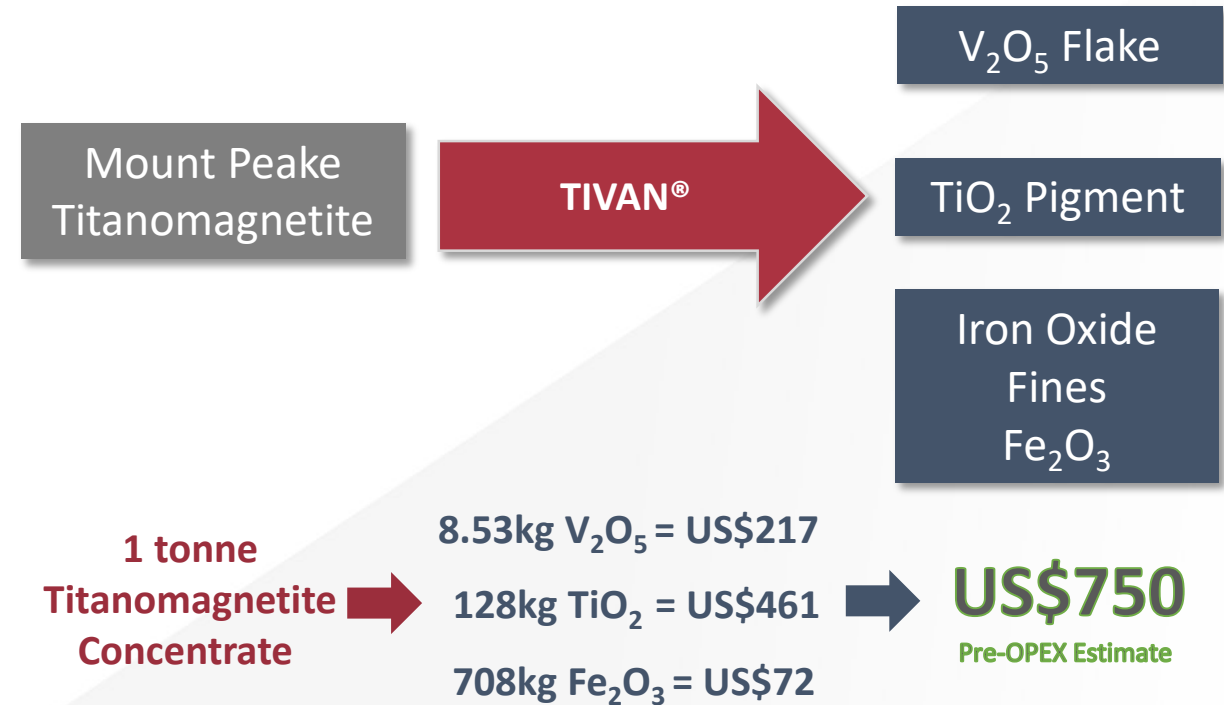 V₂O₅ Flake
Mount Peake
Titanomagnetite
TIVAN®
TiO₂ Pigment
Iron Oxide
Fines
Fe₂O₃
1 tonne
Titanomagnetite
Concentrate
8.53kg V₂O₅ = US$217
128kg TiO₂ = US$461
708kg Fe₂O₃ = US$72
US$750
Pre-OPEX Estimate